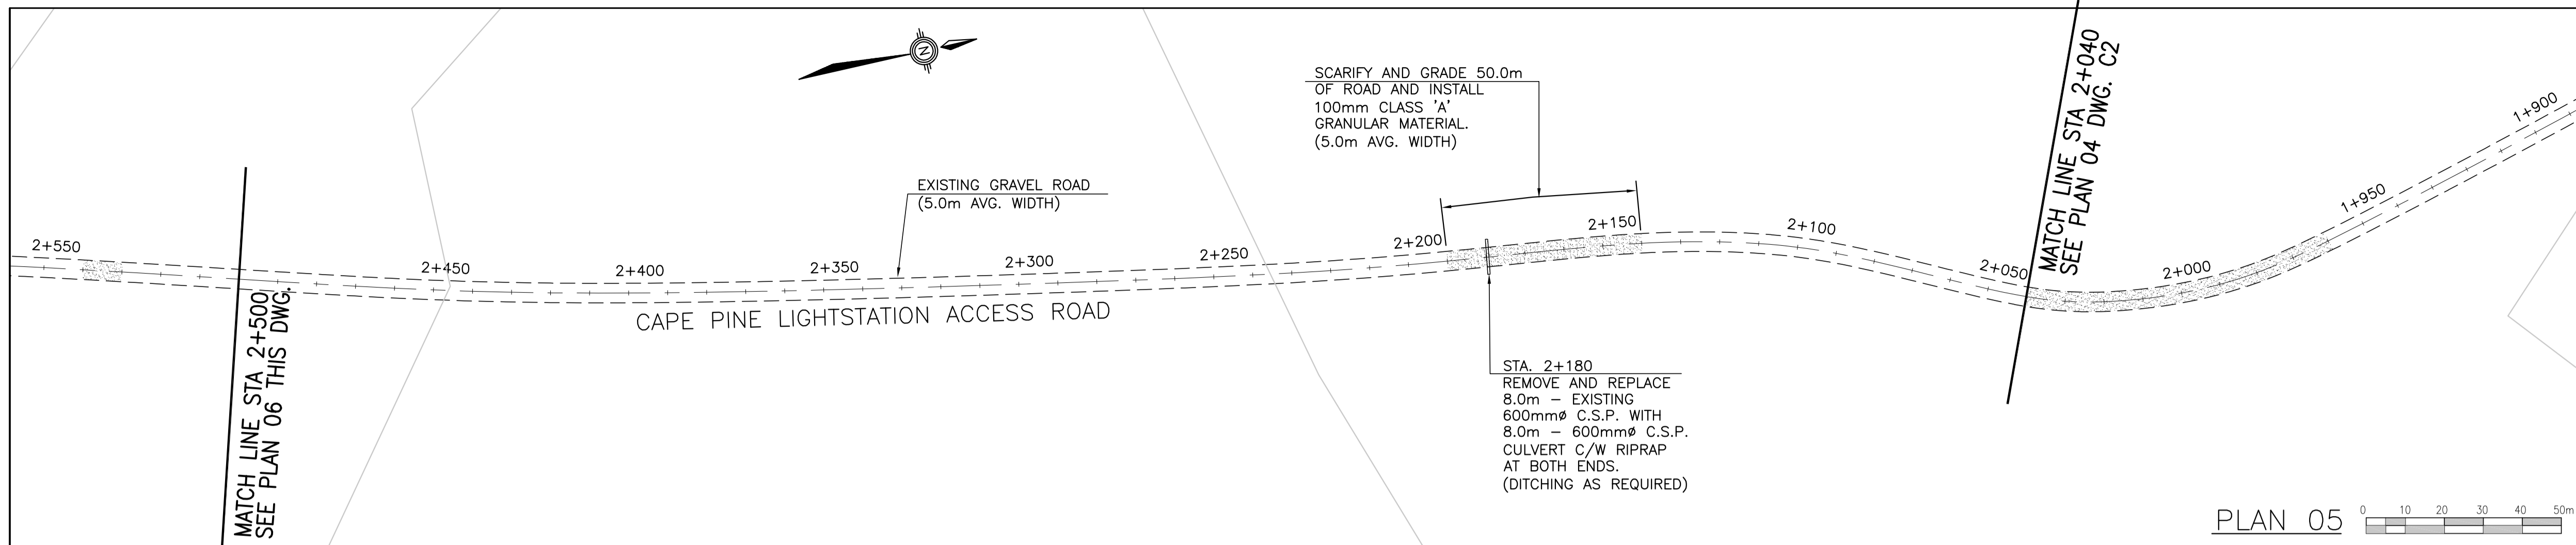 N
SCARIFY AND GRADE 50.0m
OF ROAD AND INSTALL
100mm CLASS 'A'
GRANULAR MATERIAL.
(5.0m AVG. WIDTH)
MATCH LINE STA 2+040
SEE PLAN 04 DWG. C2
EXISTING GRAVEL ROAD
(5.0m AVG. WIDTH)
2+550
2+450
2+400
2+350
2+300
2+250
2+200
2+150
2+100
2+050
2+000
1+950
1+900
CAPE PINE LIGHTSTATION ACCESS ROAD
MATCH LINE STA 2+500
SEE PLAN 06 THIS DWG.
STA. 2+180
REMOVE AND REPLACE
8.0m – EXISTING
600mmø C.S.P. WITH
8.0m – 600mmø C.S.P.
CULVERT C/W RIPRAP
AT BOTH ENDS.
(DITCHING AS REQUIRED)
PLAN 05
0 10 20 30 40 50m